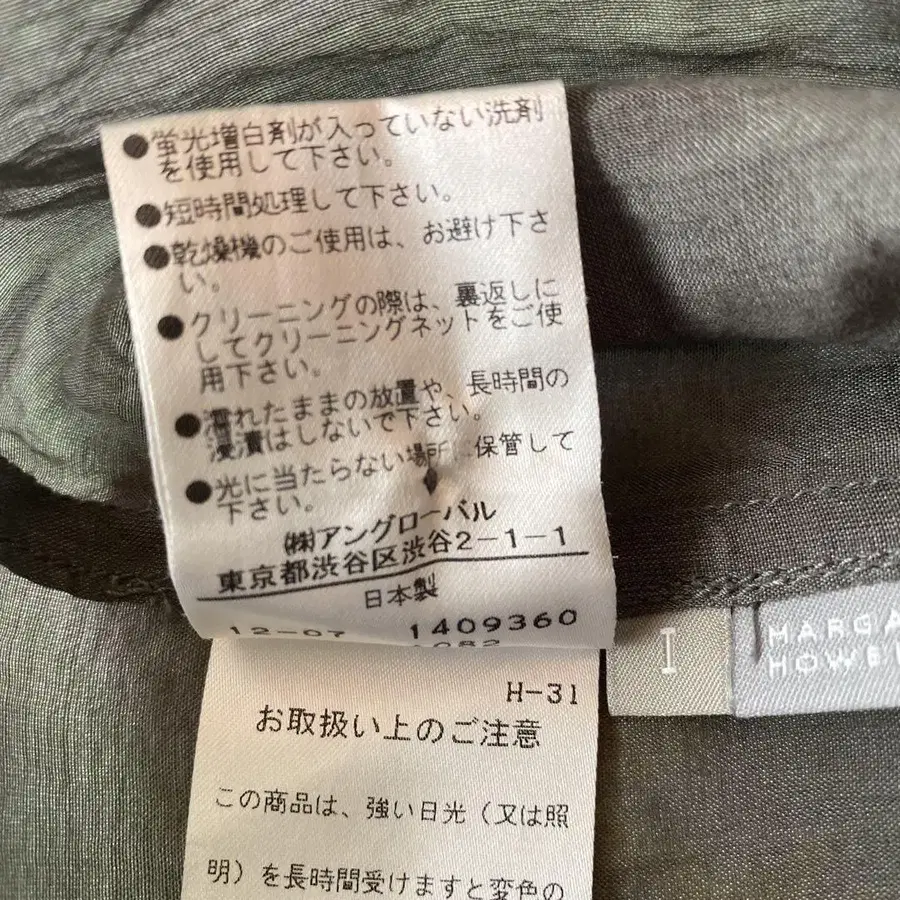 ●蛍光増白剤が入っていない洗剤
を使用して下さい。
●短時間処理して下さい。
●乾燥機のご使用は、お避け下さ
い。
●クリーニングの際は、裏返しに
してクリーニングネットをご使
用下さい。
●濡れたままの放置や、長時間の
浸漬はしないで下さい。
●光に当たらない場所に保管して
下さい。
㈱アングローバル
東京都渋谷区渋谷2-1-1
日本製
12-07 1409360
H-31
お取扱い上のご注意
この商品は、強い日光（又は照
明）を長時間受けますと変色の
I
MARGA
HOWE